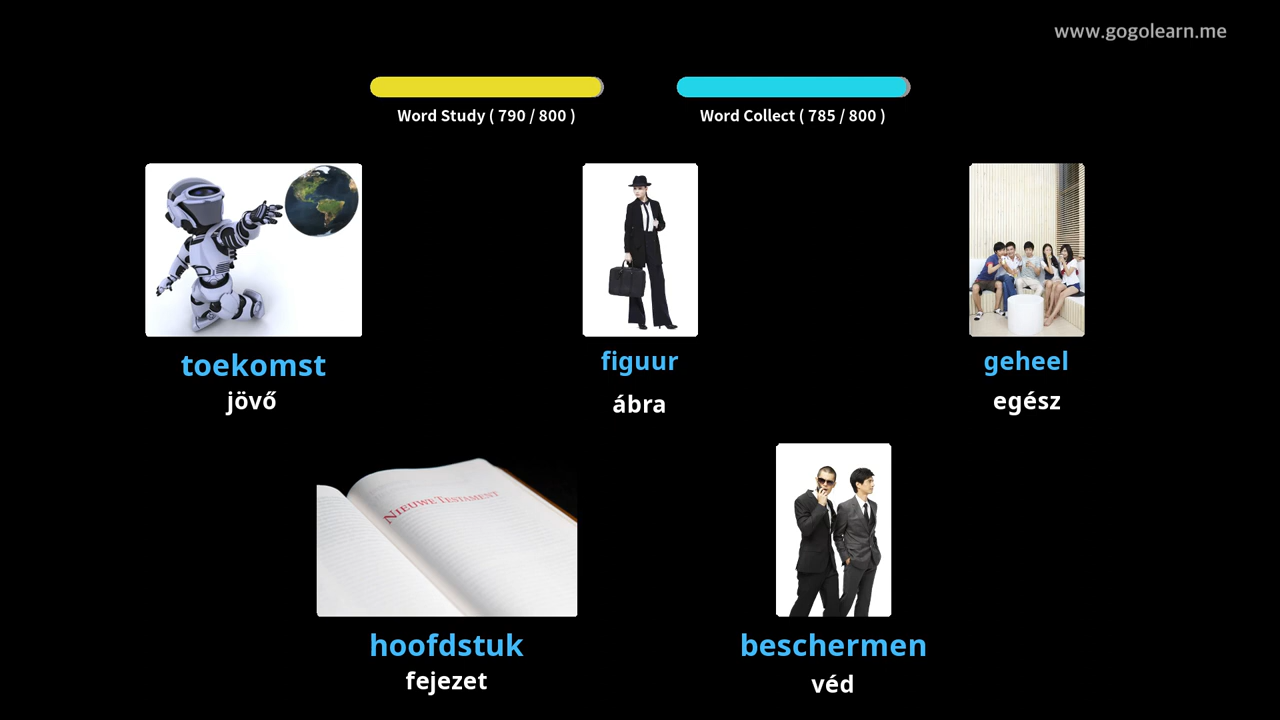 www.gogolearn.me
Word Study ( 790 / 800 )
Word Collect ( 785 / 800 )
toekomst
jövő
figuur
ábra
geheel
egész
NIEUWE TESTAMENT
hoofdstuk
fejezet
beschermen
véd